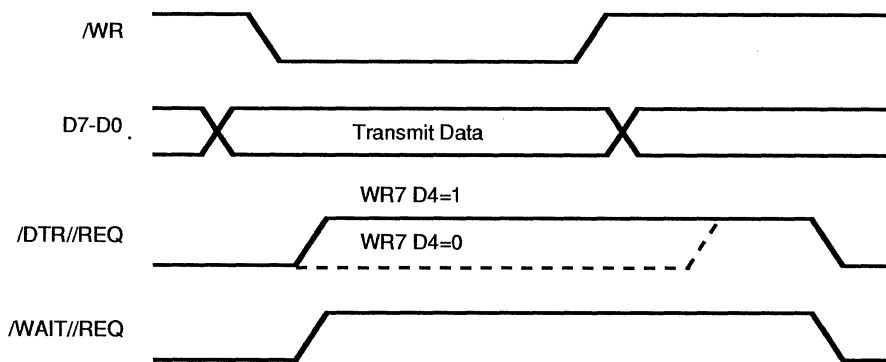 /WR
D7-D0 .
Transmit Data
WR7 D4=1
/DTR//REQ
WR7 D4=0
/WAIT//REQ